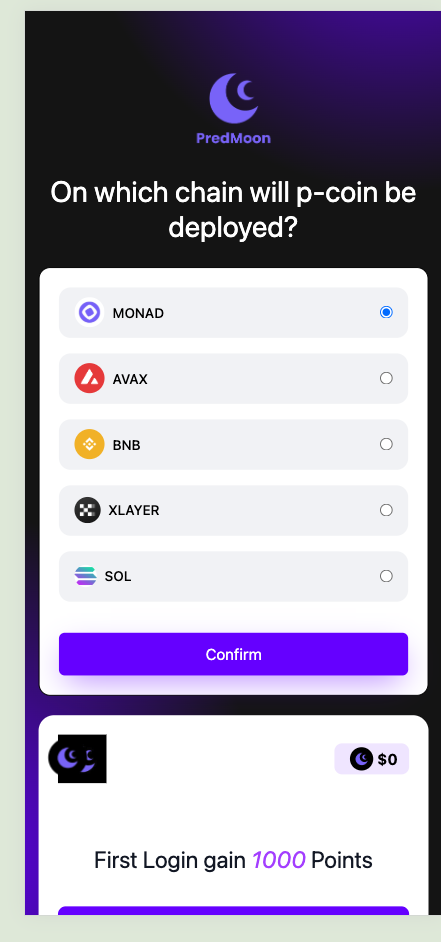 PredMoon
On which chain will p-coin be
deployed?
MONAD
AVAX
BNB
XLAYER
SOL
Confirm
$0
First Login gain 1000 Points